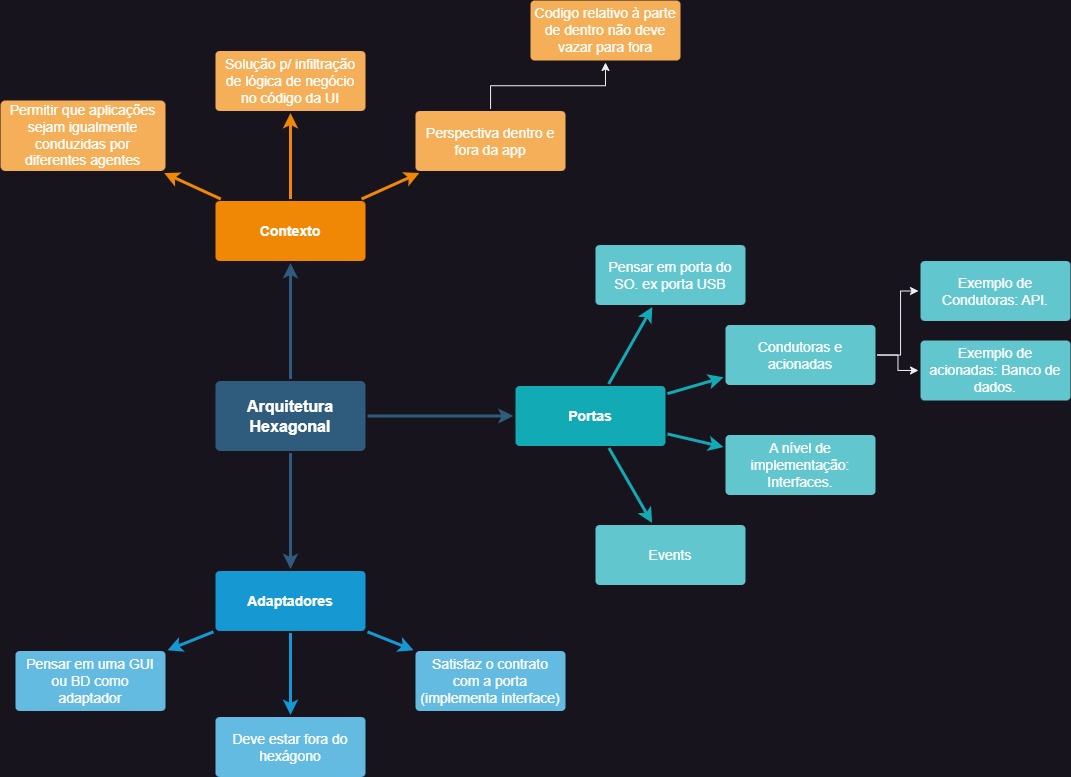 Codigo relativo à parte
de dentro não deve
vazar para fora
Solução p/ infiltração
de lógica de negócio
no código da UI
Permitir que aplicações
sejam igualmente
conduzidas por
diferentes agentes
Perspectiva dentro e
fora da app
Contexto
Pensar em porta do
SO. ex porta USB
Exemplo de
Condutoras: API.
Condutoras e
acionadas
Exemplo de
acionadas: Banco de
dados.
Arquitetura
Hexagonal
Portas
A nível de
implementação:
Interfaces.
Events
Adaptadores
Pensar em uma GUI
ou BD como
adaptador
Satisfaz o contrato
com a porta
(implementa interface)
Deve estar fora do
hexágono